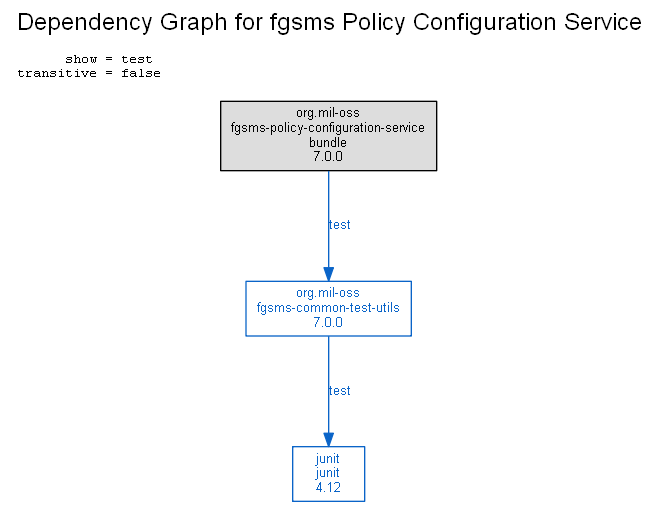 Dependency Graph for fgsms Policy Configuration Service
show = test
transitive = false
org.mil-oss
fgsms-policy-configuration-service
bundle
7.0.0
test
org.mil-oss
fgsms-common-test-utils
7.0.0
test
junit
junit
4.12